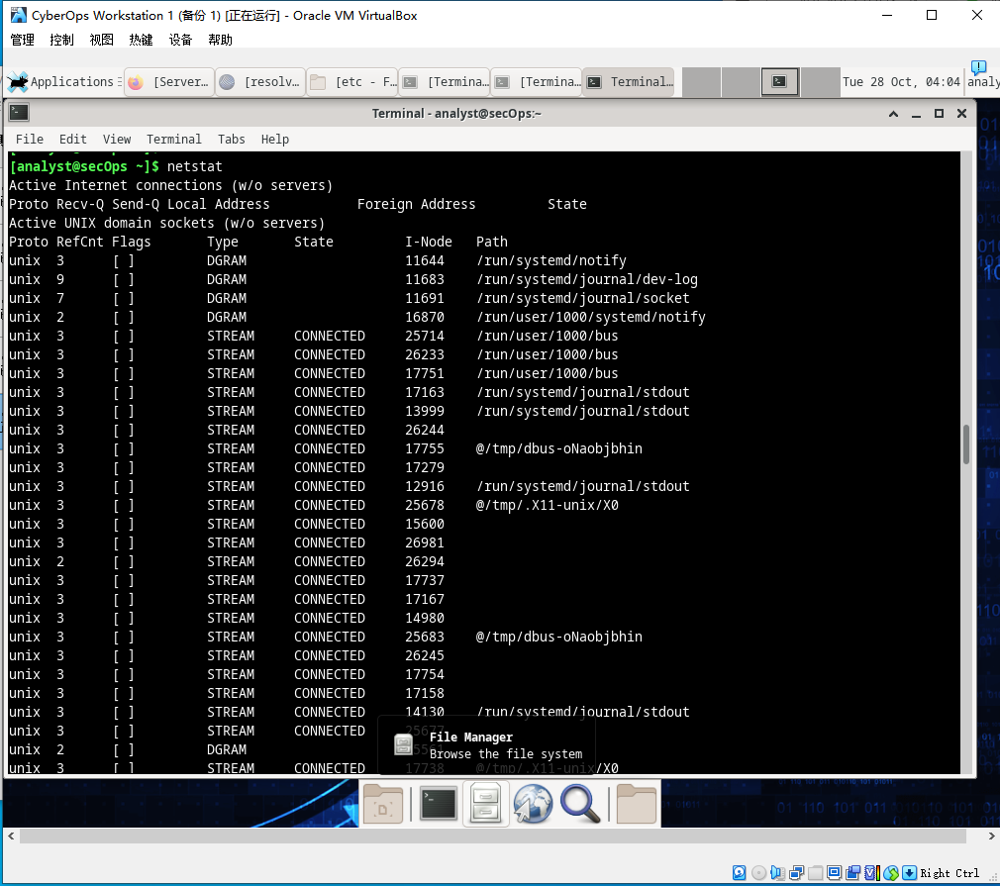 CyberOps Workstation 1 (备份 1) [正在运行] - Oracle VM VirtualBox
管理 控制 视图 热键 设备 帮助
Applications [Server... [resolv... [etc - F... [Termina... [Termina... Terminal... Tue 28 Oct, 04:04 analy
Terminal - analyst@secOps:~
File Edit View Terminal Tabs Help
[analyst@secOps ~]$ netstat
Active Internet connections (w/o servers)
Proto Recv-Q Send-Q Local Address Foreign Address State
Active UNIX domain sockets (w/o servers)
Proto RefCnt Flags Type State I-Node Path
unix 3 [ ] DGRAM 11644 /run/systemd/notify
unix 9 [ ] DGRAM 11683 /run/systemd/journal/dev-log
unix 7 [ ] DGRAM 11691 /run/systemd/journal/socket
unix 2 [ ] DGRAM 16870 /run/user/1000/systemd/notify
unix 3 [ ] STREAM CONNECTED 25714 /run/user/1000/bus
unix 3 [ ] STREAM CONNECTED 26233 /run/user/1000/bus
unix 3 [ ] STREAM CONNECTED 17751 /run/user/1000/bus
unix 3 [ ] STREAM CONNECTED 17163 /run/systemd/journal/stdout
unix 3 [ ] STREAM CONNECTED 13999 /run/systemd/journal/stdout
unix 3 [ ] STREAM CONNECTED 26244
unix 3 [ ] STREAM CONNECTED 17755 @/tmp/dbus-oNaobjbhin
unix 3 [ ] STREAM CONNECTED 17279
unix 3 [ ] STREAM CONNECTED 12916 /run/systemd/journal/stdout
unix 3 [ ] STREAM CONNECTED 25678 @/tmp/.X11-unix/X0
unix 3 [ ] STREAM CONNECTED 15600
unix 3 [ ] STREAM CONNECTED 26981
unix 2 [ ] STREAM CONNECTED 26294
unix 3 [ ] STREAM CONNECTED 17737
unix 3 [ ] STREAM CONNECTED 17167
unix 3 [ ] STREAM CONNECTED 14980
unix 3 [ ] STREAM CONNECTED 25683 @/tmp/dbus-oNaobjbhin
unix 3 [ ] STREAM CONNECTED 26245
unix 3 [ ] STREAM CONNECTED 17754
unix 3 [ ] STREAM CONNECTED 17158
unix 3 [ ] STREAM CONNECTED 14130 /run/systemd/journal/stdout
unix 3 [ ] STREAM CONNECTED 25677
unix 2 [ ] DGRAM
unix 3 [ ] STREAM CONNECTED 17738 @/tmp/.X11-unix/X0
File Manager
Browse the file system
Right Ctrl